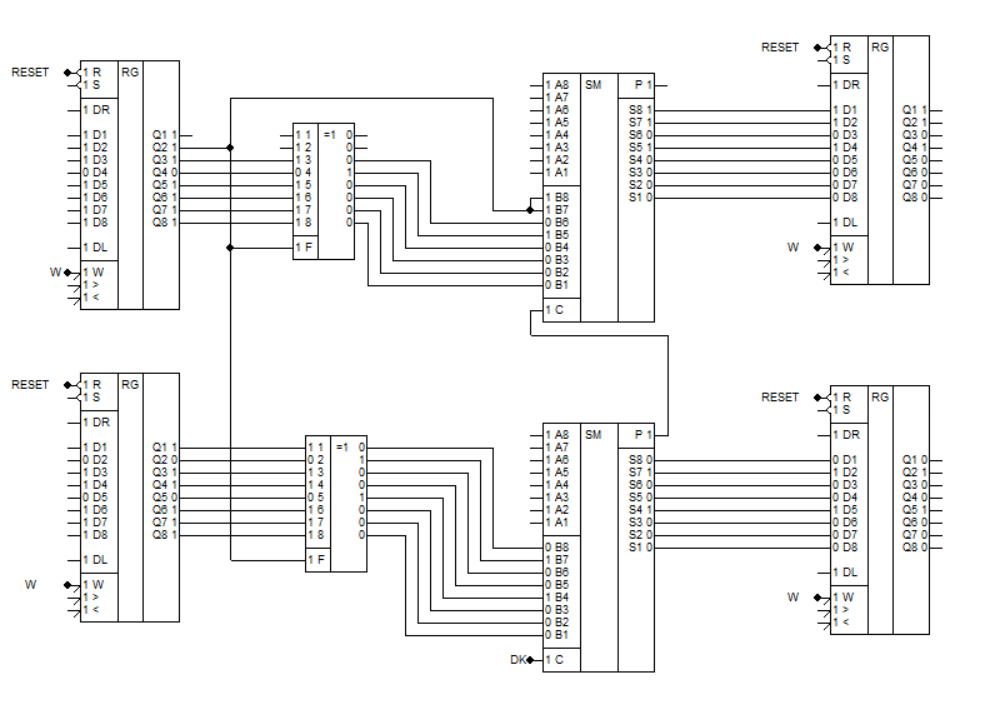 RESET 1 R RG
1 S
1 DR
1 D1 Q1 1
1 D2 Q2 1
1 D3 Q3 1
0 D4 Q4 0
1 D5 Q5 1
1 D6 Q6 1
1 D7 Q7 1
1 D8 Q8 1
1 DL
W 1 W
1 >
1 <
1 1 =1 0
1 2 0
1 3 0
0 4 1
1 5 0
1 6 0
1 7 0
1 8 0
1 F
1 A8 SM P 1
1 A7
1 A6 S8 1
1 A5 S7 1
1 A4 S6 0
1 A3 S5 1
1 A2 S4 0
1 A1 S3 0
S2 0
1 B8 S1 0
1 B7
0 B6
1 B5
0 B4
0 B3
0 B2
0 B1
1 C
RESET 1 R RG
1 S
1 DR
1 D1 Q1 1
1 D2 Q2 1
0 D3 Q3 0
1 D4 Q4 1
0 D5 Q5 0
0 D6 Q6 0
0 D7 Q7 0
0 D8 Q8 0
1 DL
W 1 W
1 >
1 <
RESET 1 R RG
1 S
1 DR
1 D1 Q1 1
0 D2 Q2 0
1 D3 Q3 1
1 D4 Q4 1
0 D5 Q5 0
1 D6 Q6 1
1 D7 Q7 1
1 D8 Q8 1
1 DL
W 1 W
1 >
1 <
1 1 =1 0
0 2 1
1 3 0
1 4 0
0 5 1
1 6 0
1 7 0
1 8 0
1 F
1 A8 SM P 1
1 A7
1 A6 S8 0
1 A5 S7 1
1 A4 S6 0
1 A3 S5 0
1 A2 S4 1
1 A1 S3 0
S2 0
0 B8 S1 0
1 B7
0 B6
0 B5
1 B4
0 B3
0 B2
0 B1
DK 1 C
RESET 1 R RG
1 S
1 DR
0 D1 Q1 0
1 D2 Q2 1
0 D3 Q3 0
0 D4 Q4 0
1 D5 Q5 1
0 D6 Q6 0
0 D7 Q7 0
0 D8 Q8 0
1 DL
W 1 W
1 >
1 <